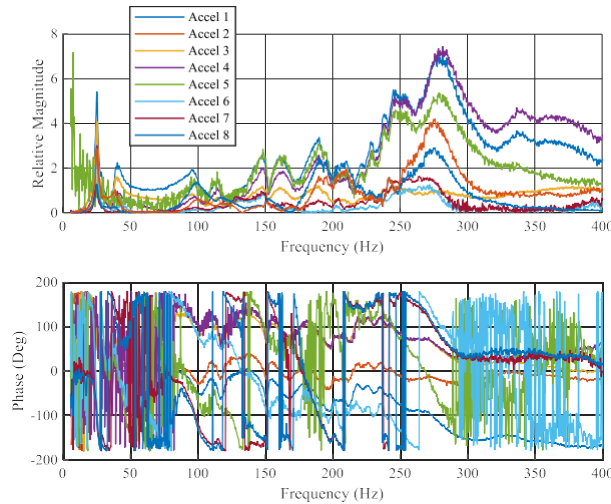 Accel 1
Accel 2
Accel 3
Accel 4
Accel 5
Accel 6
Accel 7
Accel 8
Relative Magnitude
8
6
4
2
0
0 50 100 150 200 250 300 350 400
Frequency (Hz)
Phase (Deg)
200
100
0
-100
-200
0 50 100 150 200 250 300 350 400
Frequency (Hz)